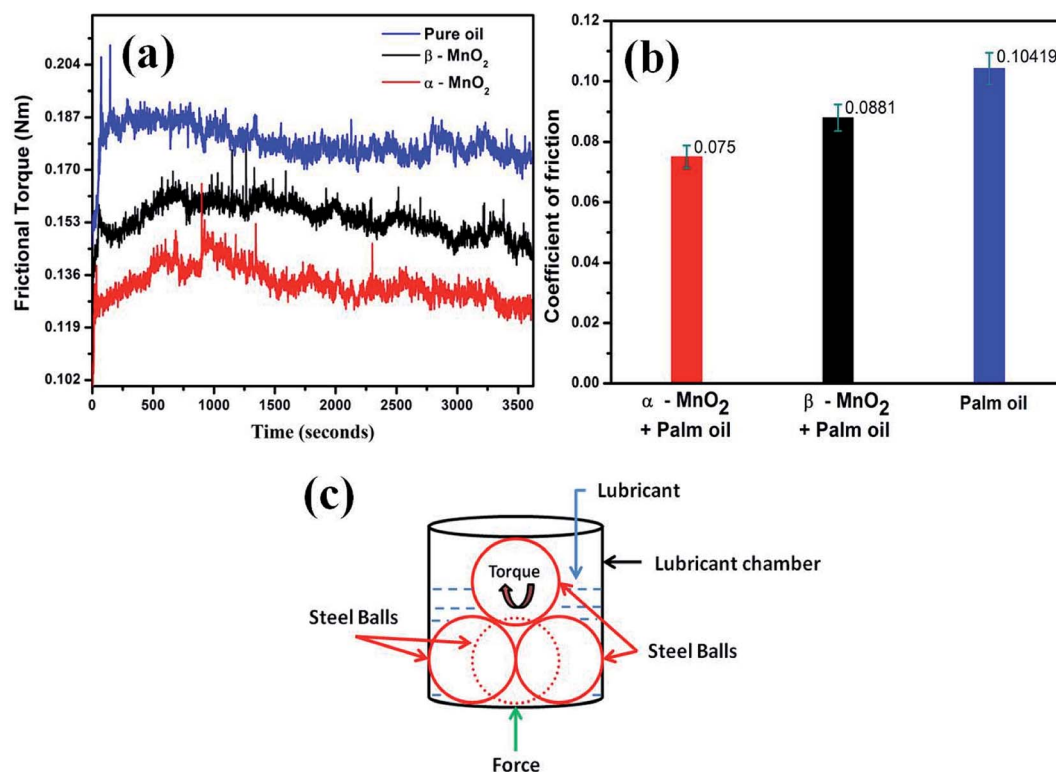 (a)
Pure oil
β - MnO₂
α - MnO₂
Frictional Torque (Nm)
0.204
0.187
0.170
0.153
0.136
0.119
0.102
0 500 1000 1500 2000 2500 3000 3500
Time (seconds)
(b)
Coefficient of friction
0.12
0.10
0.08
0.06
0.04
0.02
0.00
0.075
0.0881
0.10419
α - MnO₂
+ Palm oil
β - MnO₂
+ Palm oil
Palm oil
(c)
Lubricant
Torque
Lubricant chamber
Steel Balls
Steel Balls
Force